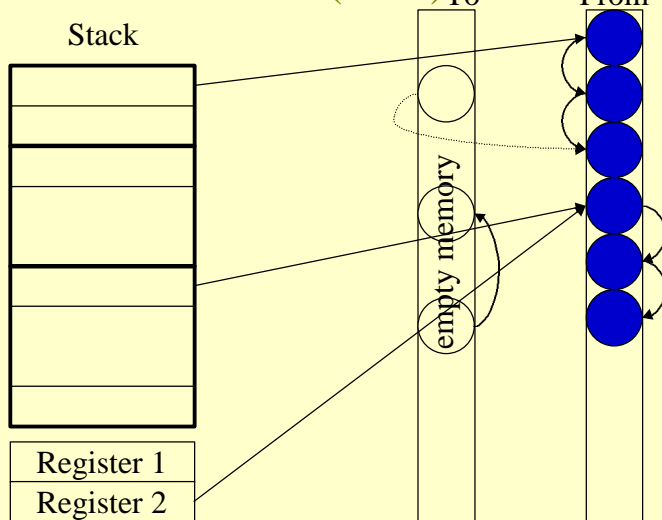 To
From
Stack
empty memory
Register 1
Register 2